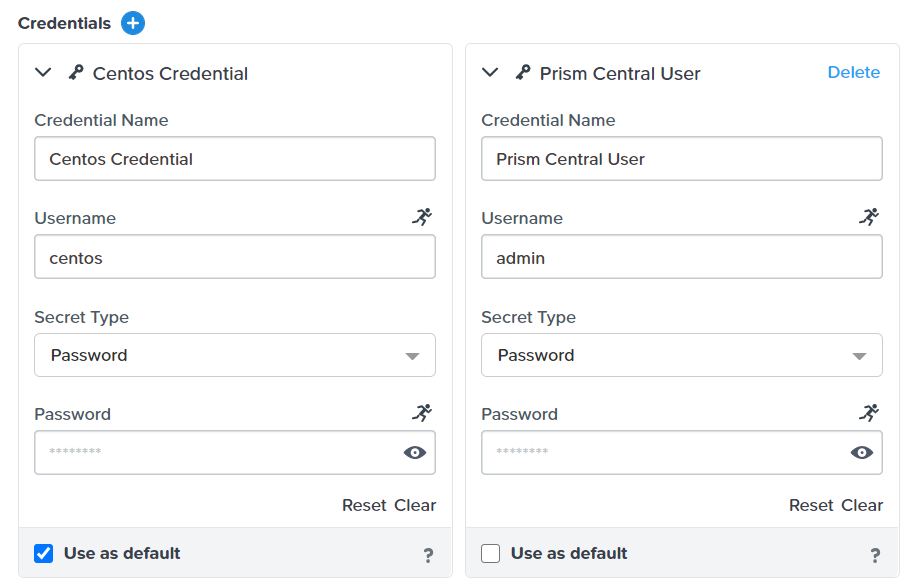 Credentials
Centos Credential
Credential Name
Centos Credential
Username
centos
Secret Type
Password
Password
********
Reset Clear
Use as default
?
Prism Central User
Delete
Credential Name
Prism Central User
Username
admin
Secret Type
Password
Password
********
Reset Clear
Use as default
?